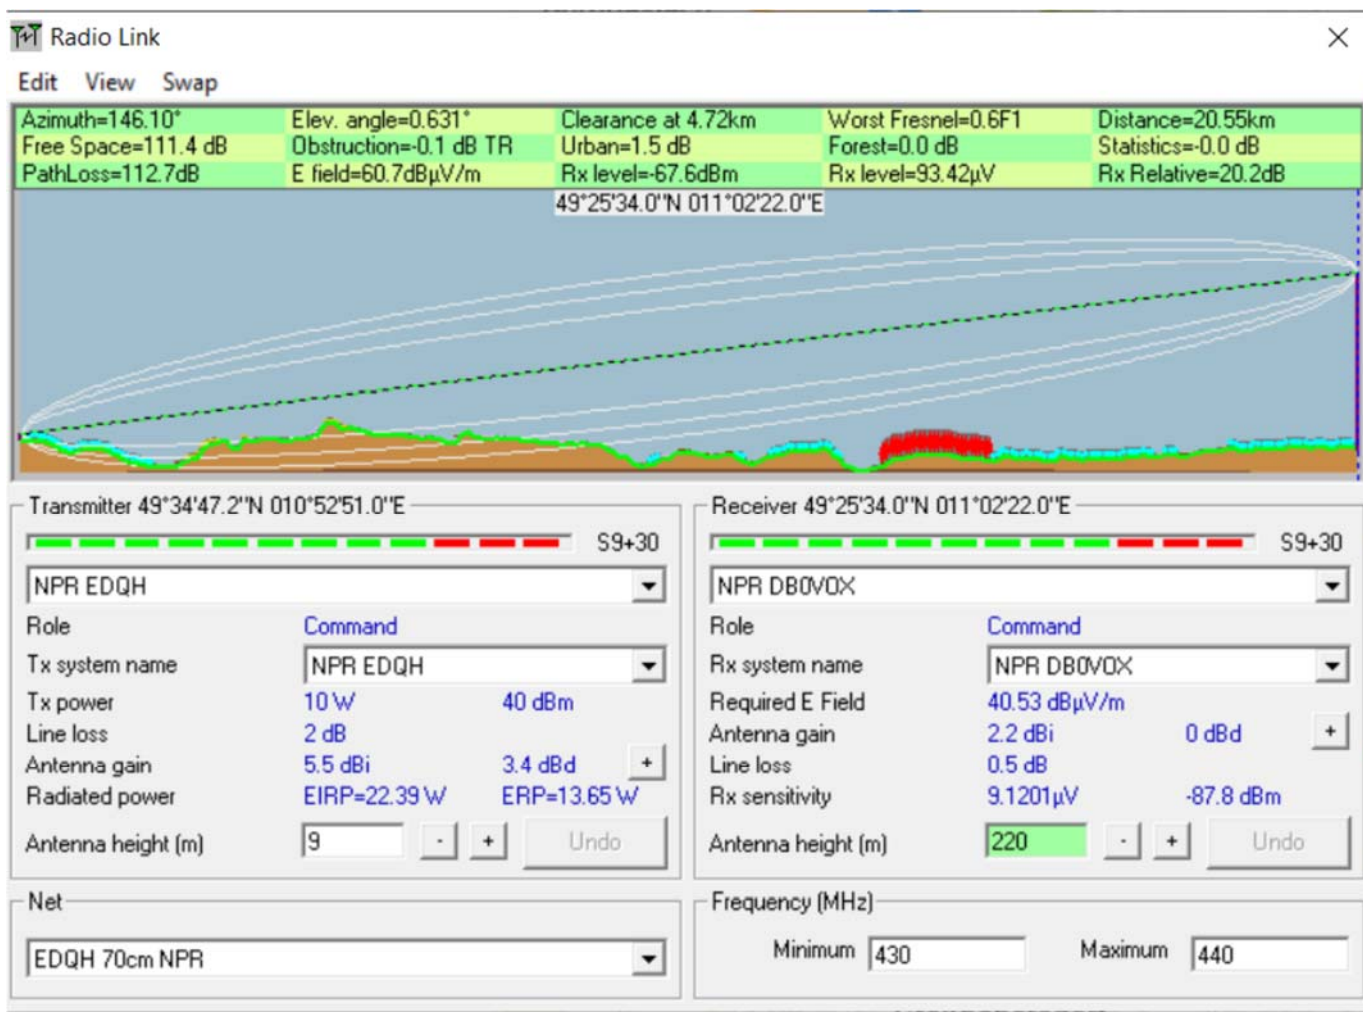 Radio Link
Edit View Swap
Azimuth=146.10° Elev. angle=0.631° Clearance at 4.72km Worst Fresnel=0.6F1 Distance=20.55km
Free Space=111.4 dB Obstruction=-0.1 dB TR Urban=1.5 dB Forest=0.0 dB Statistics=-0.0 dB
PathLoss=112.7dB E field=60.7dBµV/m Rx level=-67.6dBm Rx level=93.42µV Rx Relative=20.2dB
49°25'34.0"N 011°02'22.0"E
Transmitter 49°34'47.2"N 010°52'51.0"E
S9+30
NPR EDQH
Role Command
Tx system name NPR EDQH
Tx power 10 W 40 dBm
Line loss 2 dB
Antenna gain 5.5 dBi 3.4 dBd +
Radiated power EIRP=22.39 W ERP=13.65 W
Antenna height (m) 9 - + Undo
Net
EDQH 70cm NPR
Receiver 49°25'34.0"N 011°02'22.0"E
S9+30
NPR DB0VOX
Role Command
Rx system name NPR DB0VOX
Required E Field 40.53 dBµV/m
Antenna gain 2.2 dBi 0 dBd +
Line loss 0.5 dB
Rx sensitivity 9.1201µV -87.8 dBm
Antenna height (m) 220 - + Undo
Frequency (MHz)
Minimum 430 Maximum 440